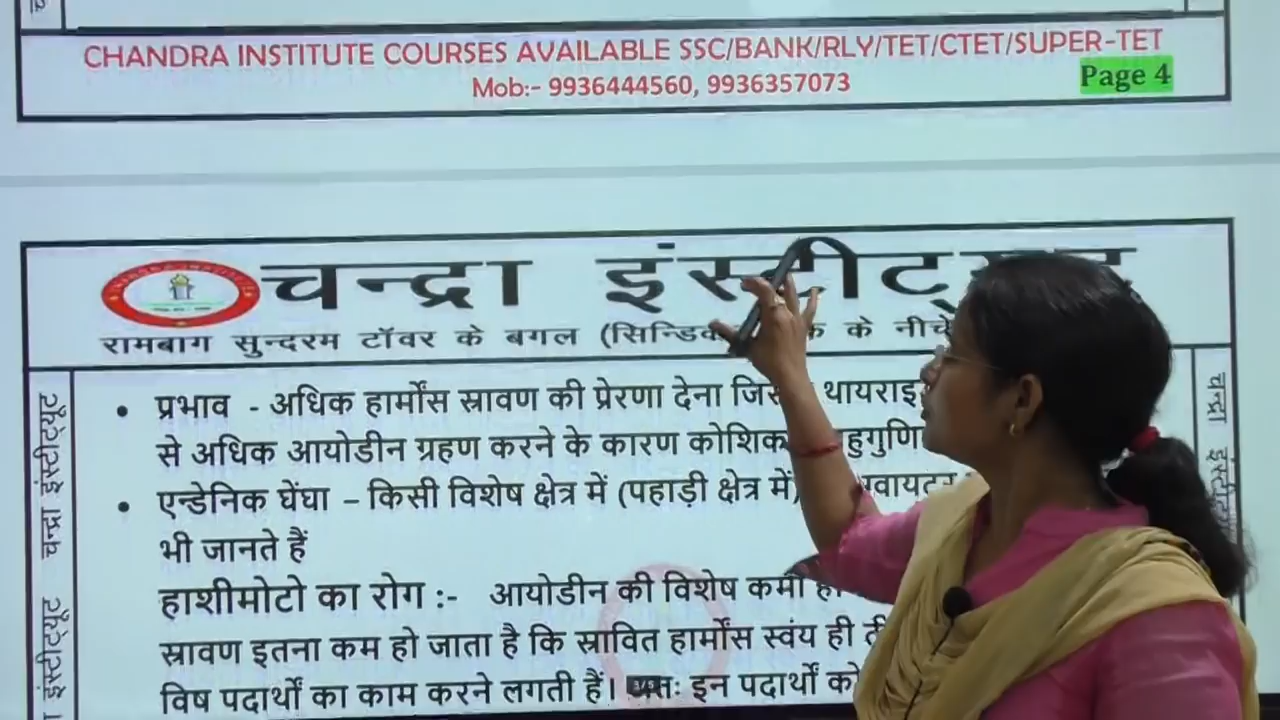 CHANDRA INSTITUTE COURSES AVAILABLE SSC/BANK/RLY/TET/CTET/SUPER-TET
Mob:- 9936444560, 9936357073
Page 4
चन्द्रा इंस्टीट्यूट
रामबाग सुन्दरम टॉवर के बगल (सिन्डिके के नीचे
• प्रभाव - अधिक हार्मोंस स्रावण की प्रेरणा देना
से अधिक आयोडीन ग्रहण करने के कारण
• एन्डेनिक घेंघा – किसी विशेष क्षेत्र में (पहाड़ी क्षेत्र में)
भी जानते हैं
हाशीमोटो का रोग :- आयोडीन की विशेष कमी
स्रावण इतना कम हो जाता है कि स्रावित हार्मोंस स्वंय ही
विष पदार्थों का काम करने लगती हैं। इन पदार्थों को
चन्द्रा इंस्टीट्यूट
चन्द्रा इंस्टीट्यूट
इंस्टीट्यूट